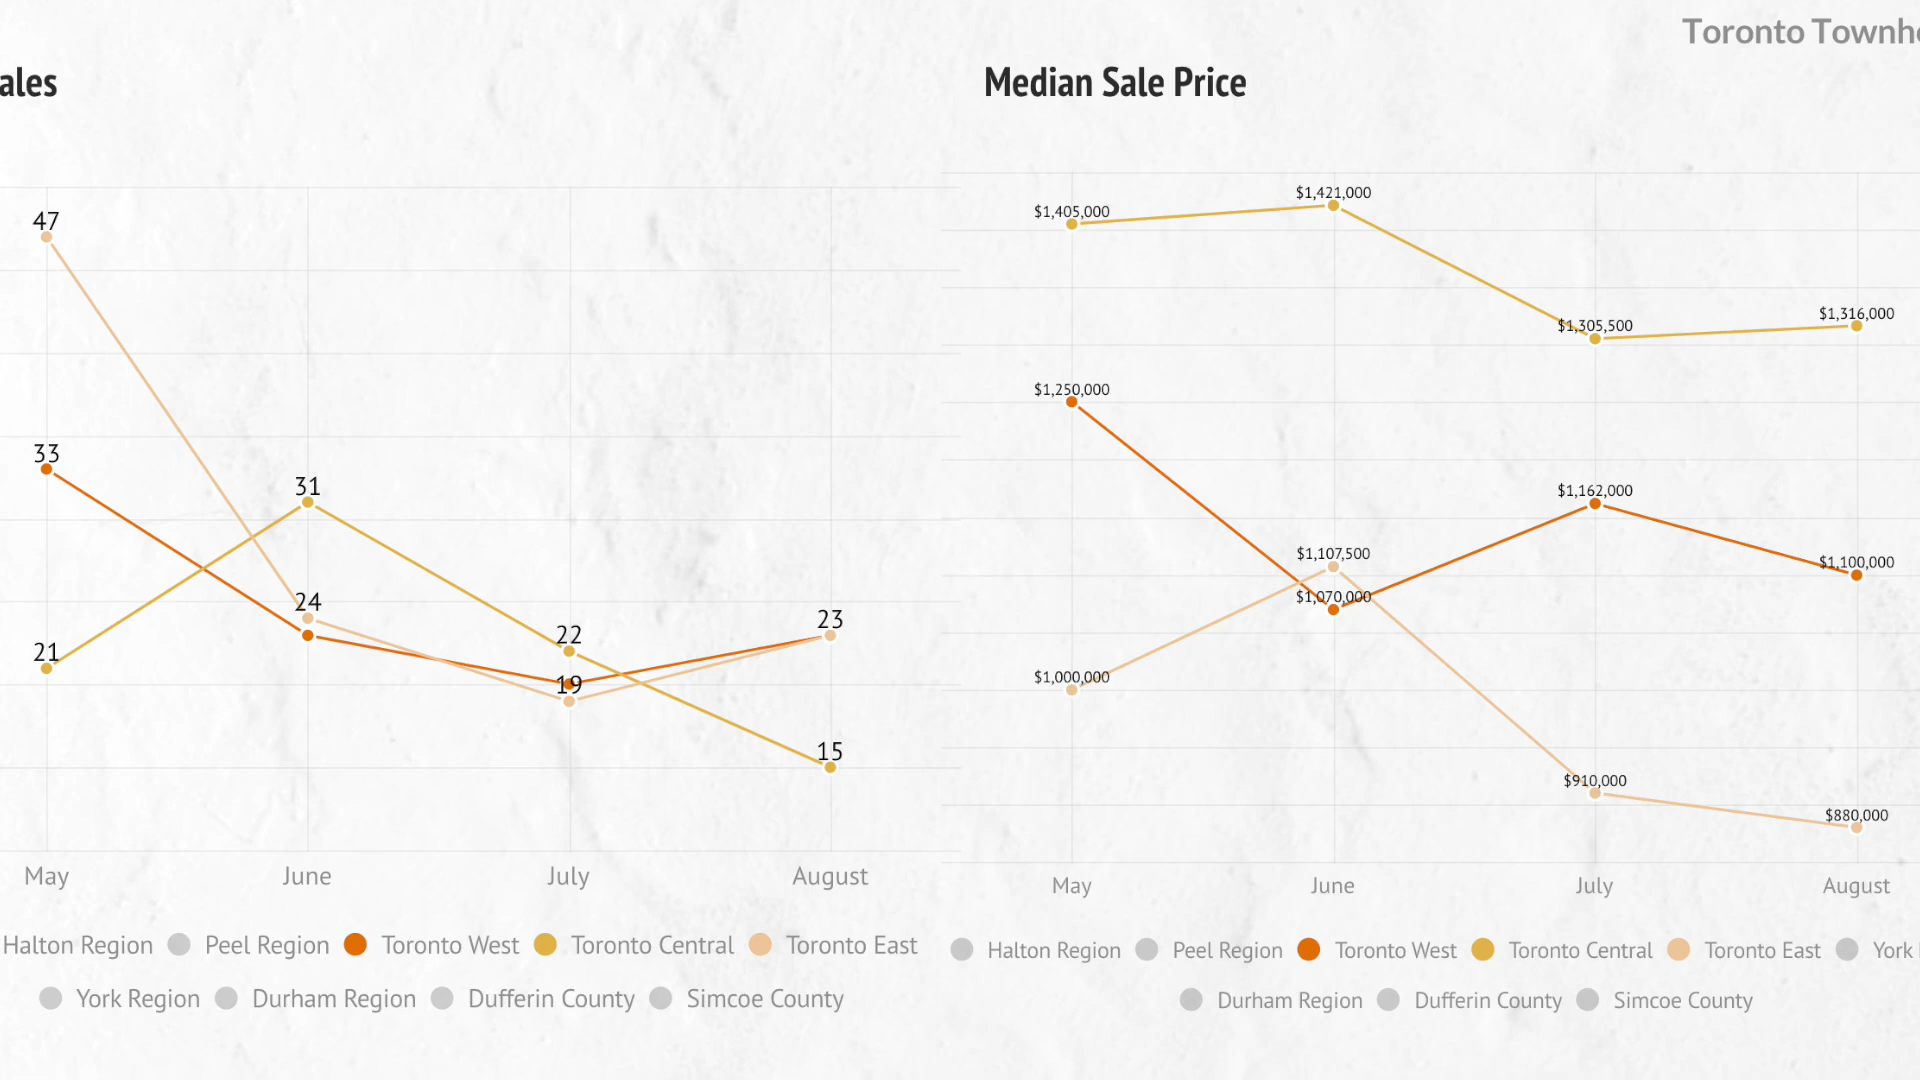 Toronto Townho
ales
Median Sale Price
47
33
21
31
24
22
19
23
15
May June July August
Halton Region Peel Region Toronto West Toronto Central Toronto East
York Region Durham Region Dufferin County Simcoe County
$1,405,000
$1,421,000
$1,305,500
$1,316,000
$1,250,000
$1,162,000
$1,107,500
$1,070,000
$1,100,000
$1,000,000
$910,000
$880,000
May June July August
Halton Region Peel Region Toronto West Toronto Central Toronto East York
Durham Region Dufferin County Simcoe County